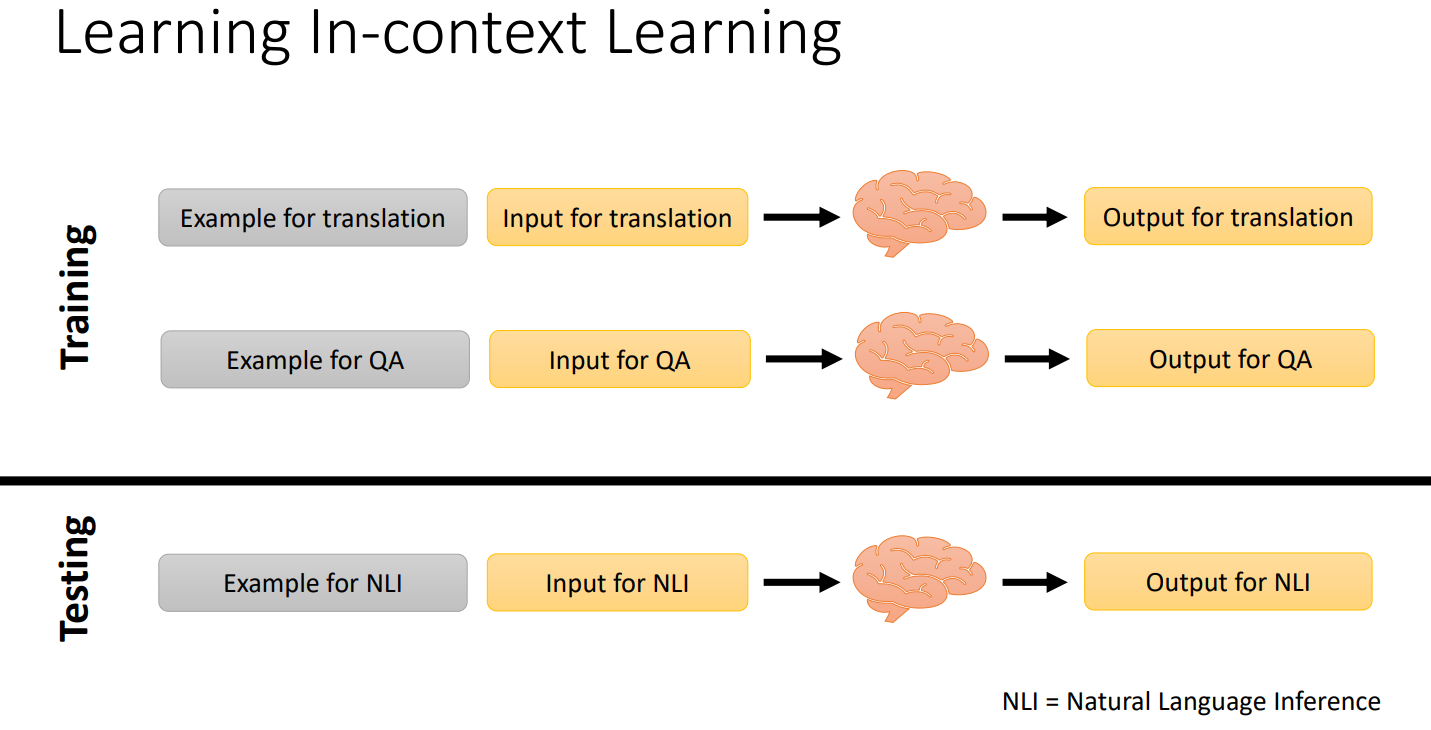 Learning In-context Learning
Training
Example for translation
Input for translation
Output for translation
Example for QA
Input for QA
Output for QA
Testing
Example for NLI
Input for NLI
Output for NLI
NLI = Natural Language Inference